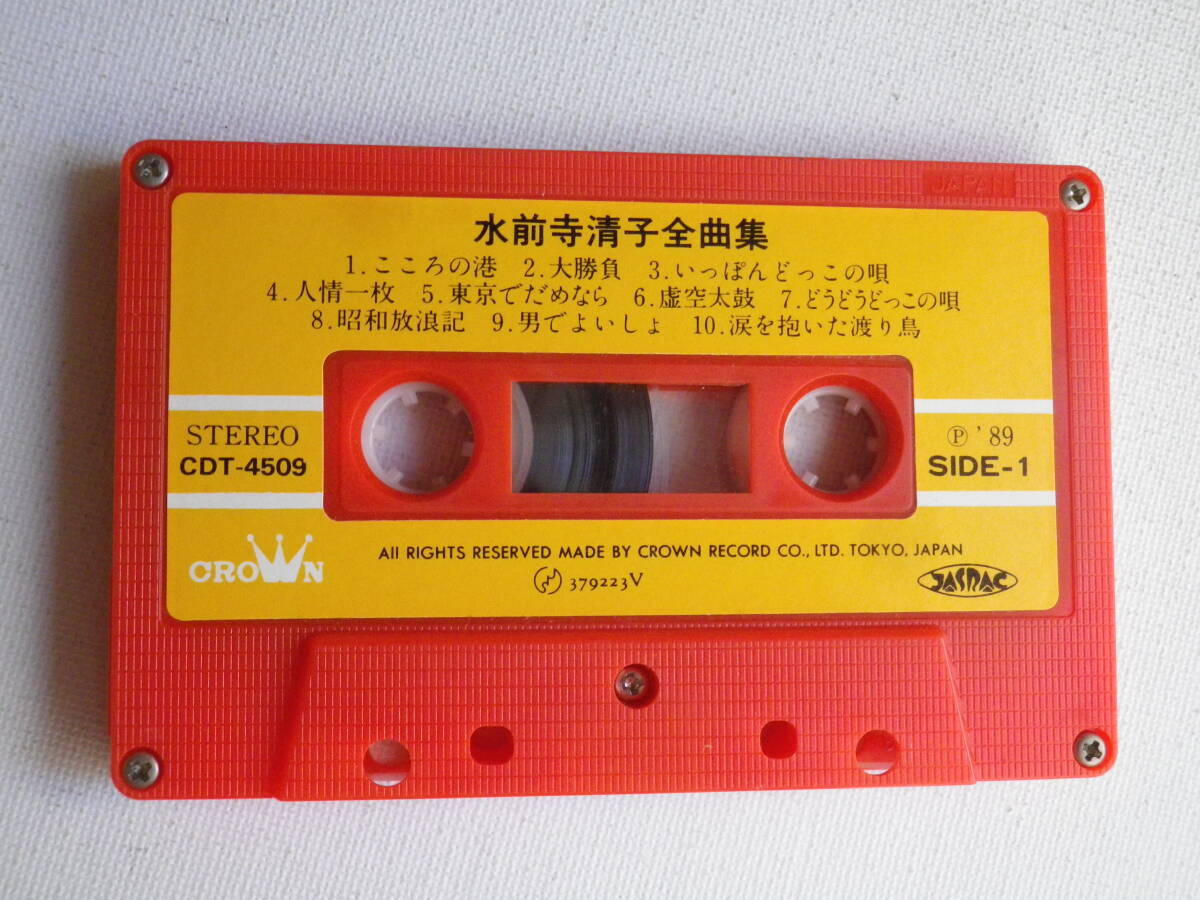 JAPAN
水前寺清子全曲集
1.こころの港 2.大勝負 3.いっぽんどっこの唄
4.人情一枚 5.東京でだめなら 6.虚空太鼓 7.どうどうどっこの唄
8.昭和放浪記 9.男でよいしょ 10.涙を抱いた渡り鳥
STEREO
CDT-4509
Ⓟ '89
SIDE-1
CROWN
All RIGHTS RESERVED MADE BY CROWN RECORD CO., LTD. TOKYO, JAPAN
379223V
JASRAC